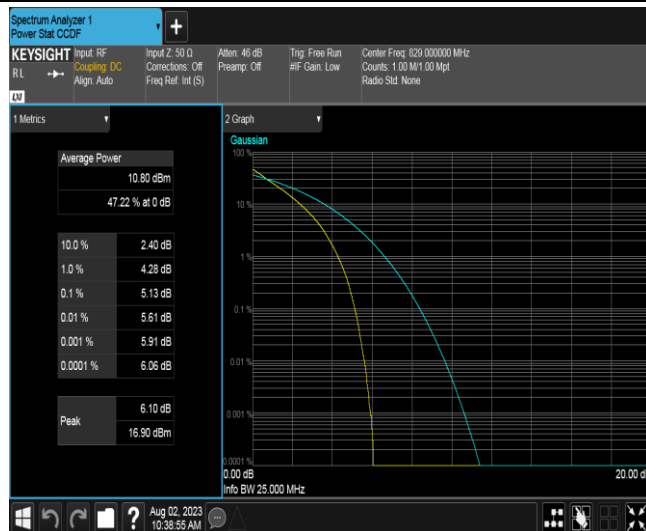 Spectrum Analyzer 1
Power Stat CCDF
+
KEYSIGHT
RL
LXI
Input: RF
Coupling: DC
Align: Auto
Input Z: 50 Ω
Corrections: Off
Freq Ref: Int (S)
Atten: 46 dB
Preamp: Off
Trig: Free Run
#IF Gain: Low
Center Freq: 829.000000 MHz
Counts: 1.00 M/1.00 Mpt
Radio Std: None
1 Metrics
Average Power
10.80 dBm
47.22 % at 0 dB
10.0 % 2.40 dB
1.0 % 4.28 dB
0.1 % 5.13 dB
0.01 % 5.61 dB
0.001 % 5.91 dB
0.0001 % 6.06 dB
Peak
6.10 dB
16.90 dBm
2 Graph
Gaussian
100 %
10 %
1 %
0.1 %
0.01 %
0.001 %
0.0001 %
0.00 dB
20.00 d
Info BW 25.000 MHz
?
Aug 02, 2023
10:38:55 AM